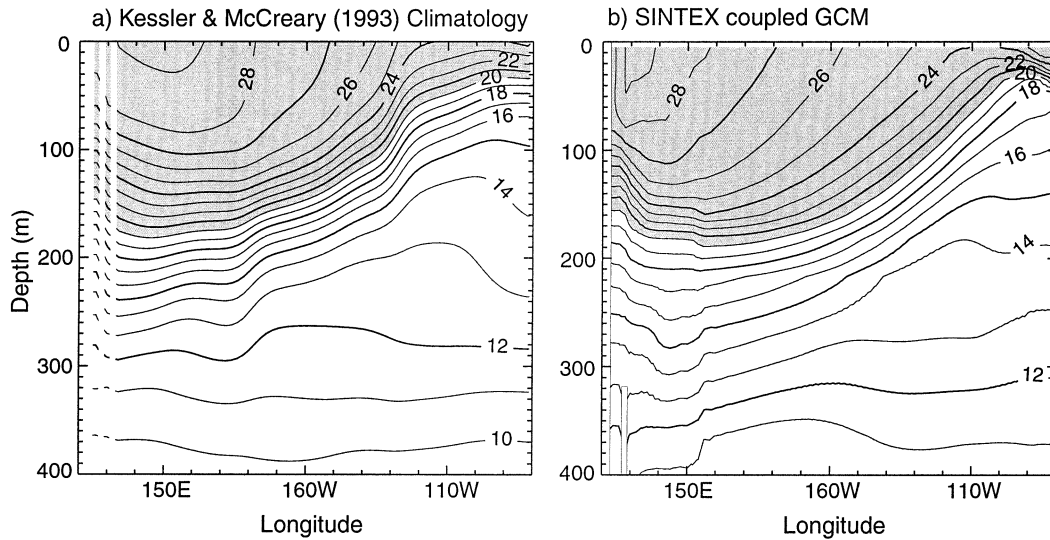 a) Kessler & McCreary (1993) Climatology
0
100
200
300
400
Depth (m)
28
26
24
22
20
18
16
14
12
10
150E
160W
110W
Longitude
b) SINTEX coupled GCM
0
100
200
300
400
28
26
24
22
20
18
16
14
12
150E
160W
110W
Longitude